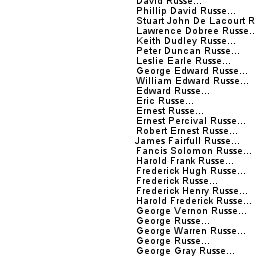 David Russe...
Phillip David Russe...
Stuart John De Lacourt R
Lawrence Dobree Russe..
Keith Dudley Russe...
Peter Duncan Russe...
Leslie Earle Russe...
George Edward Russe...
William Edward Russe...
Edward Russe...
Eric Russe...
Ernest Russe...
Ernest Percival Russe...
Robert Ernest Russe...
James Fairfull Russe...
Fancis Solomon Russe...
Harold Frank Russe...
Frederick Hugh Russe...
Frederick Russe...
Frederick Henry Russe...
Harold Frederick Russe...
George Vernon Russe...
George Russe...
George Warren Russe...
George Russe...
George Gray Russe...